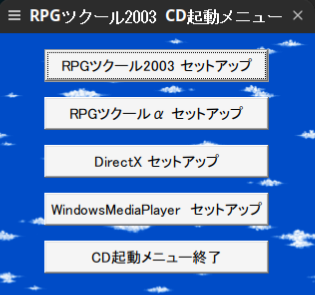 RPGツクール2003 CD起動メニュー
RPGツクール2003 セットアップ
RPGツクールα セットアップ
DirectX セットアップ
WindowsMediaPlayer セットアップ
CD起動メニュー終了